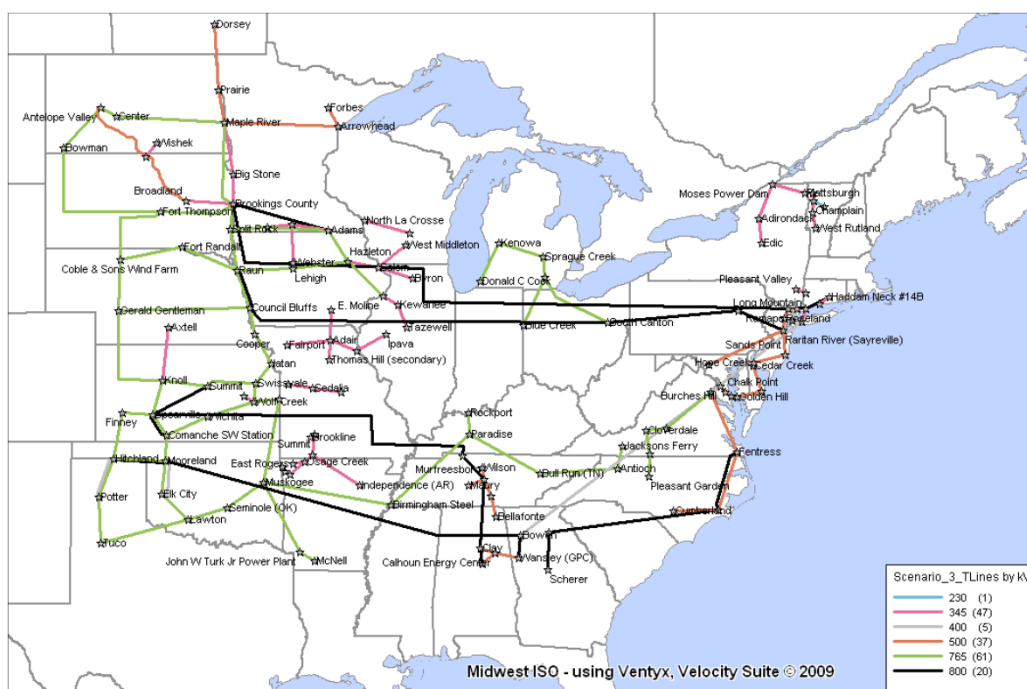 Dorsey
Prairie
Forbes
Antelope Valley
Center
Maple River
Arrowhead
Bowman
Wishek
Big Stone
Broadland
Brookings County
Fort Thompson
Split Rock
Adams
North La Crosse
West Middleton
Kenowa
Moses Power Dam
Plattsburgh
Champlain
Adirondack
West Rutland
Edic
Fort Randall
Hazleton
Sprague Creek
Coble & Sons Wind Farm
Raun
Webster
Lehigh
Salem
Byron
Donald C Cook
Pleasant Valley
Long Mountain
Haddam Neck #14B
Gerald Gentleman
Council Bluffs
E. Moline
Kewanee
Ramapo
Axtell
Cooper
Fairport
Adair
Tazewell
Ipava
Blue Creek
South Canton
Sands Point
Raritan River (Sayreville)
Iatan
Thomas Hill (secondary)
Hope Creek
Cedar Creek
Knoll
Summit
Swissvale
Sedalia
Chalk Point
Burches Hill
Golden Hill
Wolf Creek
Finney
Spearville
Wichita
Rockport
Cloverdale
Comanche SW Station
Summit
Brookline
Paradise
Jacksons Ferry
Fentress
Hitchland
Mooreland
East Rogers
Osage Creek
Murfreesboro
Wilson
Antioch
Muskogee
Independence (AR)
Maury
Bull Run (TN)
Pleasant Garden
Potter
Elk City
Birmingham Steel
Cumberland
Seminole (OK)
Bellafonte
Lawton
Tuco
Bowen
John W Turk Jr Power Plant
McNell
Clay
Calhoun Energy Center
Wansley (GPC)
Scherer
Scenario_3_TLines by kV
230 (1)
345 (47)
400 (5)
500 (37)
765 (61)
800 (20)
Midwest ISO - using Ventyx, Velocity Suite © 2009